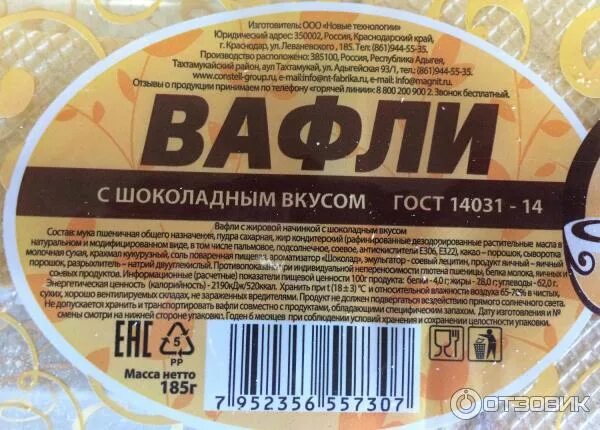 Изготовитель: ООО «Новые технологии»
Юридический адрес: 350002, Россия, Краснодарский край,
г. Краснодар, ул. Леваневского, 185. Тел: (861)944-55-35.
Производство расположено: 385100, Россия, Республика Адыгея,
Тахтамукайский район, аул Тахтамукай, ул. Адыгейская 93/1, тел.: (861)944-55-35.
www.constell-group.ru, e-mail:info@nt-fabrika.ru, e-mail:info@magnit.ru.
Отзывы о продукции принимаем по телефону «горячей линии»: 8 800 200 900 2. Звонок бесплатный.
ВАФЛИ
С ШОКОЛАДНЫМ ВКУСОМ ГОСТ 14031 - 14
Вафли с жировой начинкой с шоколадным вкусом
Состав: мука пшеничная общего назначения, пудра сахарная, жир кондитерский (рафинированные дезодорированные растительные масла в
натуральном и модифицированном виде, в том числе пальмовое, подсолнечное, соевое, антиокислители Е306, Е322), какао – порошок, сыворотка
молочная сухая, крахмал кукурузный, соль поваренная пищевая, ароматизатор «Шоколад», эмульгатор - соевый лецитин, продукт яичный – яичный
порошок, разрыхлитель – натрий двууглекислый. Противопоказан при индивидуальной непереносимости протеина пшеницы, белка молока, яичных и
соевых продуктов. Информационные (расчетные) показатели пищевой ценности 100г продукта: белки - 4,0 г; жиры - 28,0 г; углеводы - 62,0 г.
Энергетическая ценность (калорийность) - 2190кДж/520ккал. Хранить при t (18±3) °С и относительной влажности воздуха 65-75% в чистых,
сухих, хорошо вентилируемых складах, не зараженных вредителями. Продукт не должен подвергаться воздействию прямого солнечного света.
Не допускается хранить и транспортировать вафли совместно с продуктами, обладающими специфическим запахом. Дату изготовления и №
смены смотри на нижней стороне упаковки. Годен 6 месяцев при соблюдении условий хранения и сохранении целостности упаковки.
ЕАС
5
PP
Масса нетто
185г
7 952356 557307
ОТЗОВИК